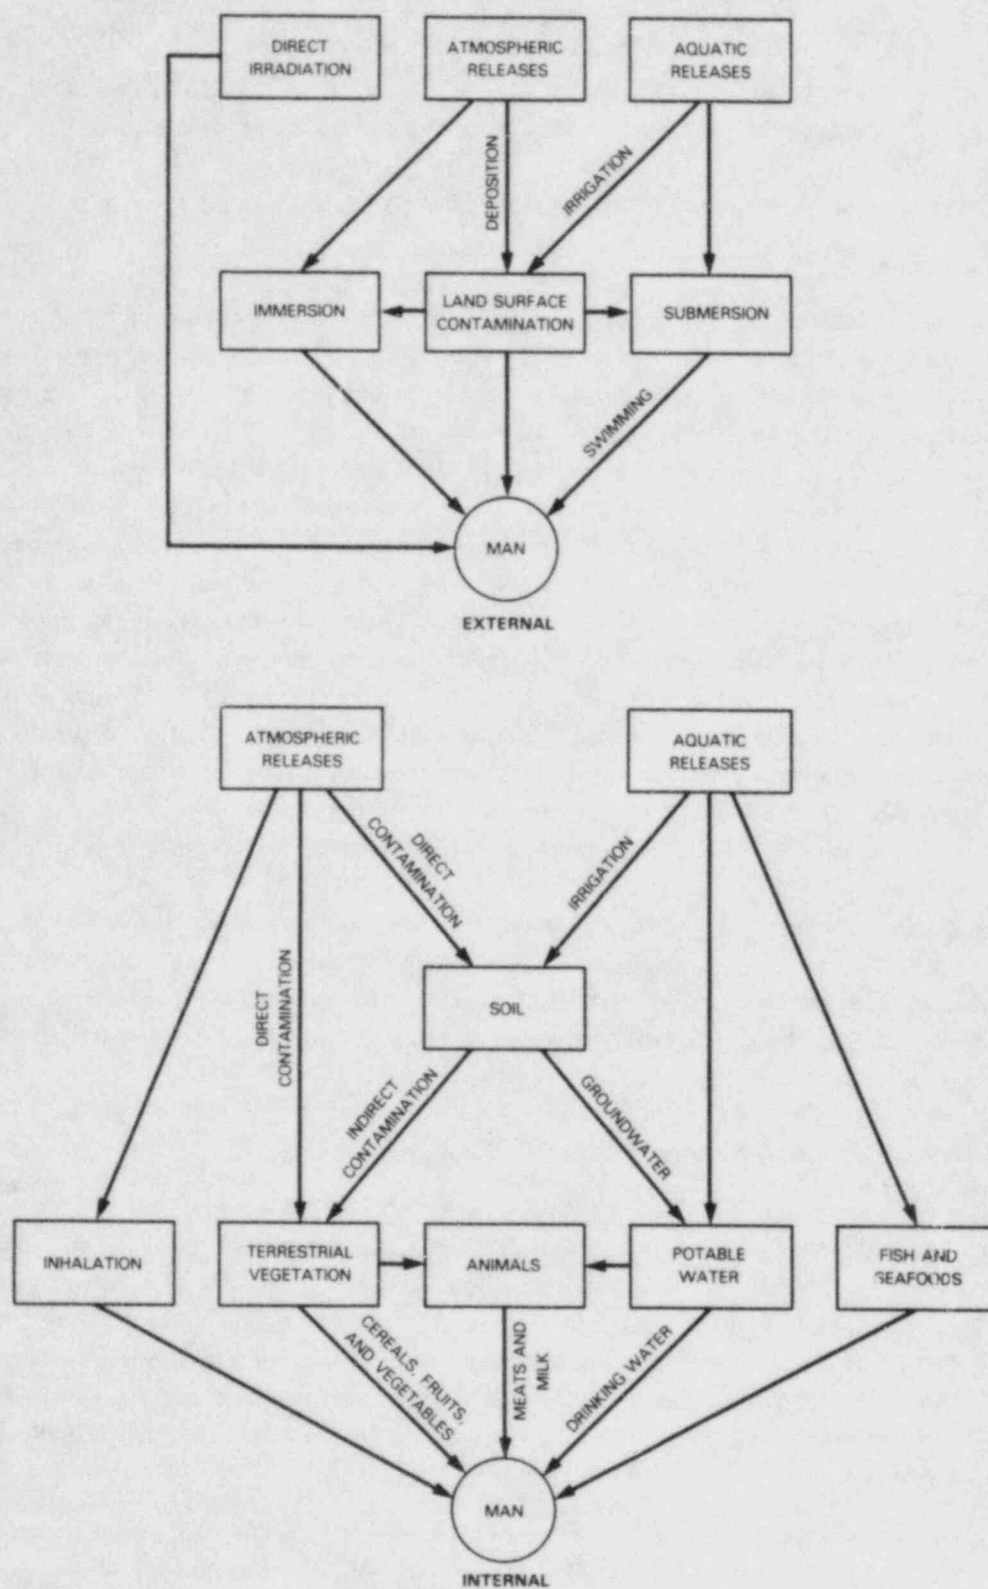 DIRECT
IRRADIATION
ATMOSPHERIC
RELEASES
AQUATIC
RELEASES
DEPOSITION
IRRIGATION
IMMERSION
LAND SURFACE
CONTAMINATION
SUBMERSION
SWIMMING
MAN
EXTERNAL
ATMOSPHERIC
RELEASES
AQUATIC
RELEASES
DIRECT
CONTAMINATION
IRRIGATION
DIRECT
CONTAMINATION
SOIL
INDIRECT
CONTAMINATION
GROUNDWATER
INHALATION
TERRESTRIAL
VEGETATION
ANIMALS
POTABLE
WATER
FISH AND
SEAFOODS
CEREALS, FRUITS,
AND VEGETABLES
MEATS AND
MILK
DRINKING WATER
MAN
INTERNAL